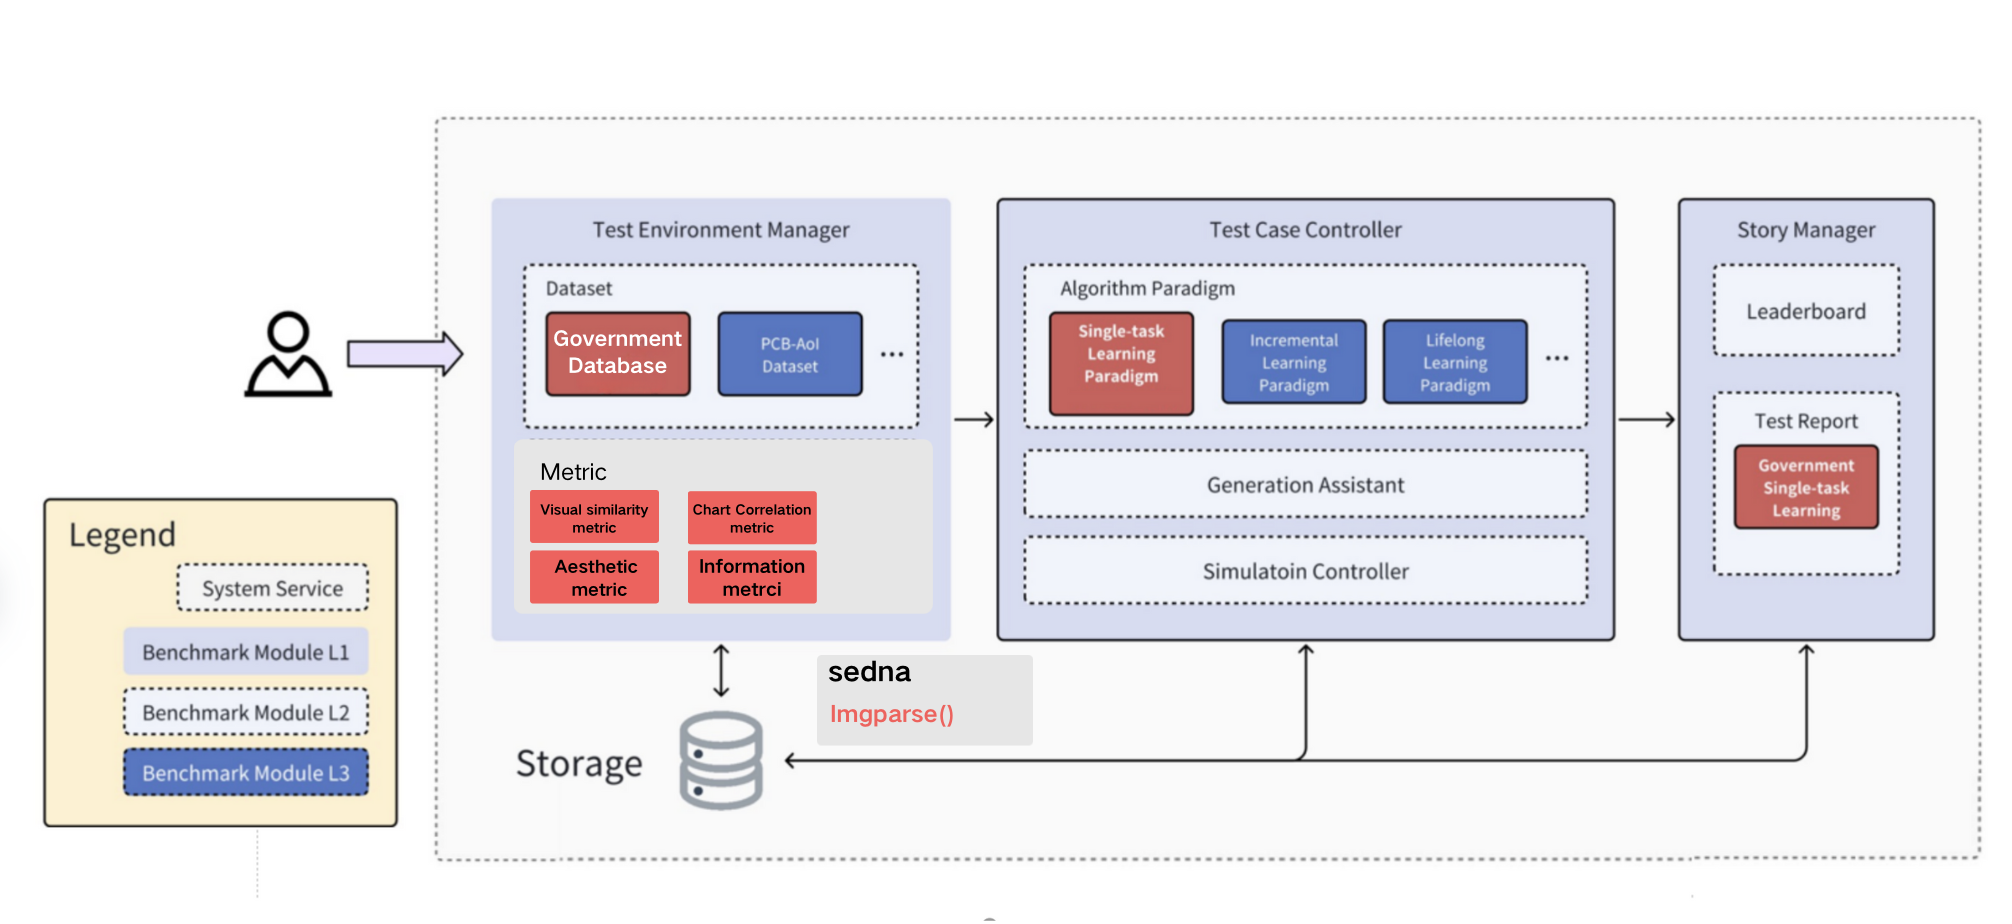 Test Environment Manager
Dataset
Government
Database
PCB-AoI
Dataset
...
Metric
Visual similarity
metric
Chart Correlation
metric
Aesthetic
metric
Information
metrci
Test Case Controller
Algorithm Paradigm
Single-task
Learning
Paradigm
Incremental
Learning
Paradigm
Lifelong
Learning
Paradigm
...
Generation Assistant
Simulatoin Controller
Story Manager
Leaderboard
Test Report
Government
Single-task
Learning
Legend
System Service
Benchmark Module L1
Benchmark Module L2
Benchmark Module L3
sedna
Imgparse()
Storage